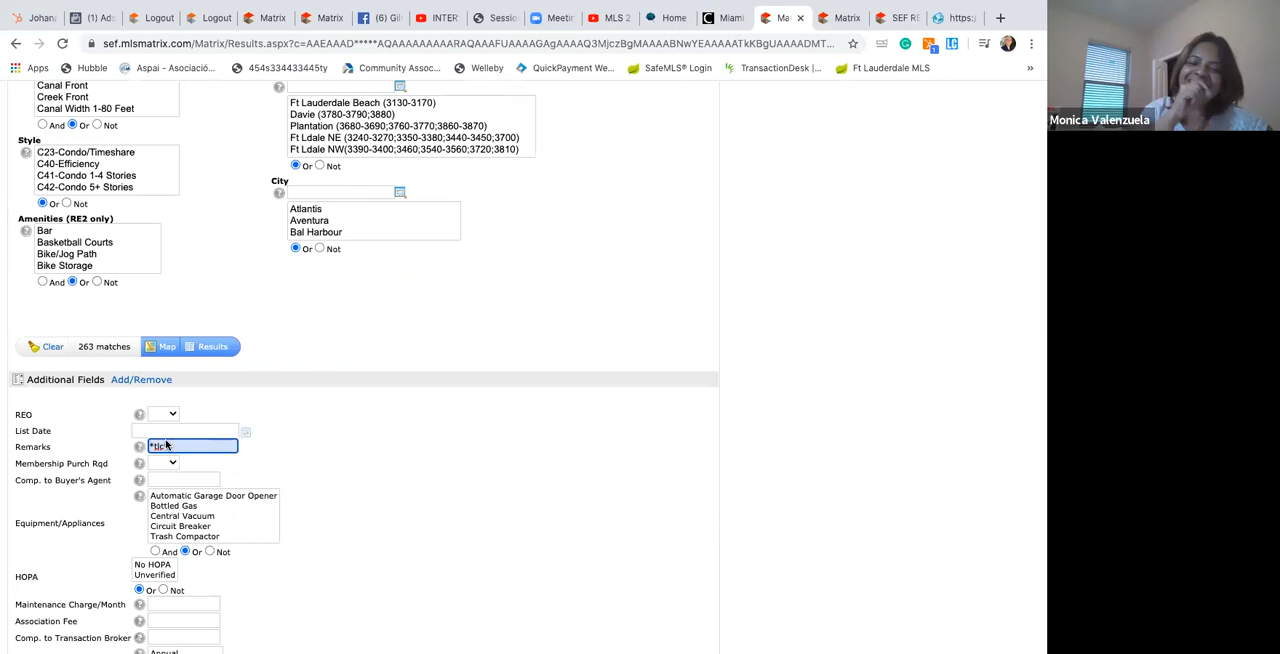 Johan
(1) Ads
Logout
Logout
Matrix
Matrix
(6) Gil
INTER
Sessio
Meetin
MLS 2
Home
Miami
Ma
Matrix
SEF RE
https:/
sef.mlsmatrix.com/Matrix/Results.aspx?c=AAEAAAD*****AQAAAAAAAAARAQAAAFUAAAAGAgAAAAQ3MjczBgMAAAABNwYEAAAAATkKBgUAAAADMT...
Apps
Hubble
Aspai - Asociació...
454s334433445ty
Community Assoc...
Welleby
QuickPayment We...
SafeMLS® Login
TransactionDesk |...
Ft Lauderdale MLS
»
Canal Front
Creek Front
Canal Width 1-80 Feet
And Or Not
Style
C23-Condo/Timeshare
C40-Efficiency
C41-Condo 1-4 Stories
C42-Condo 5+ Stories
Or Not
Amenities (RE2 only)
Bar
Basketball Courts
Bike/Jog Path
Bike Storage
And Or Not
Ft Lauderdale Beach (3130-3170)
Davie (3780-3790;3880)
Plantation (3680-3690;3760-3770;3860-3870)
Ft Ldale NE (3240-3270;3350-3380;3440-3450;3700)
Ft Ldale NW(3390-3400;3460;3540-3560;3720;3810)
Or Not
City
Atlantis
Aventura
Bal Harbour
Or Not
Clear 263 matches Map Results
Additional Fields Add/Remove
REO
List Date
Remarks
Membership Purch Rqd
Comp. to Buyer's Agent
Equipment/Appliances
Automatic Garage Door Opener
Bottled Gas
Central Vacuum
Circuit Breaker
Trash Compactor
And Or Not
HOPA
No HOPA
Unverified
Or Not
Maintenance Charge/Month
Association Fee
Comp. to Transaction Broker
Annual
Monica Valenzuela